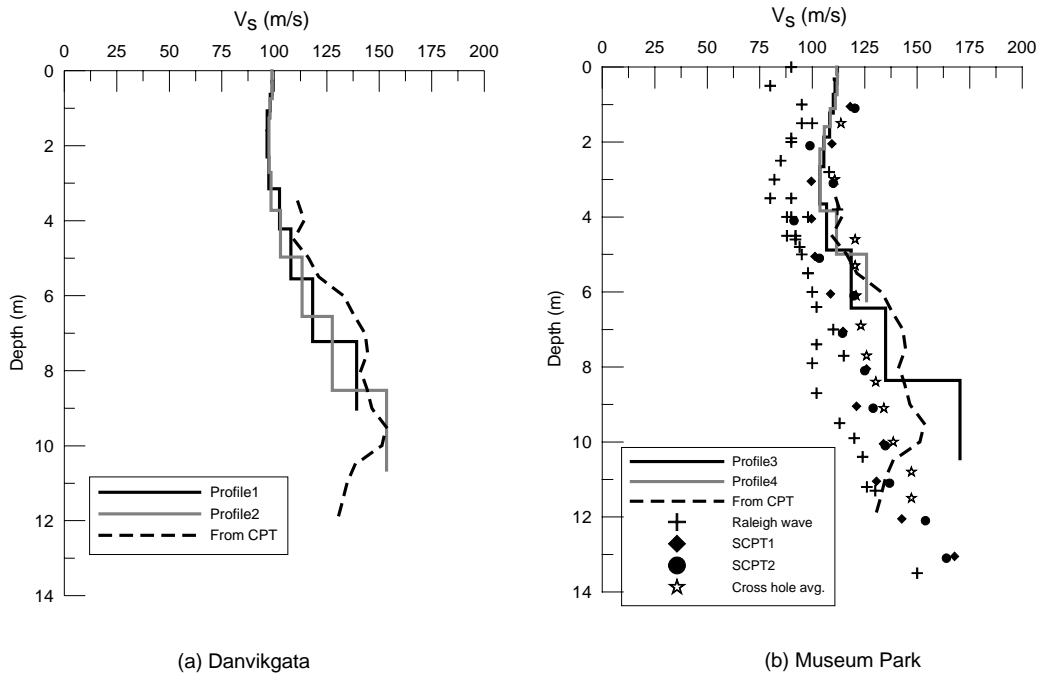 V_S (m/s)
0 25 50 75 100 125 150 175 200
Depth (m)
0
2
4
6
8
10
12
14
Profile1
Profile2
From CPT
(a) Danvikgata
V_S (m/s)
0 25 50 75 100 125 150 175 200
Depth (m)
0
2
4
6
8
10
12
14
Profile3
Profile4
From CPT
Raleigh wave
SCPT1
SCPT2
Cross hole avg.
(b) Museum Park